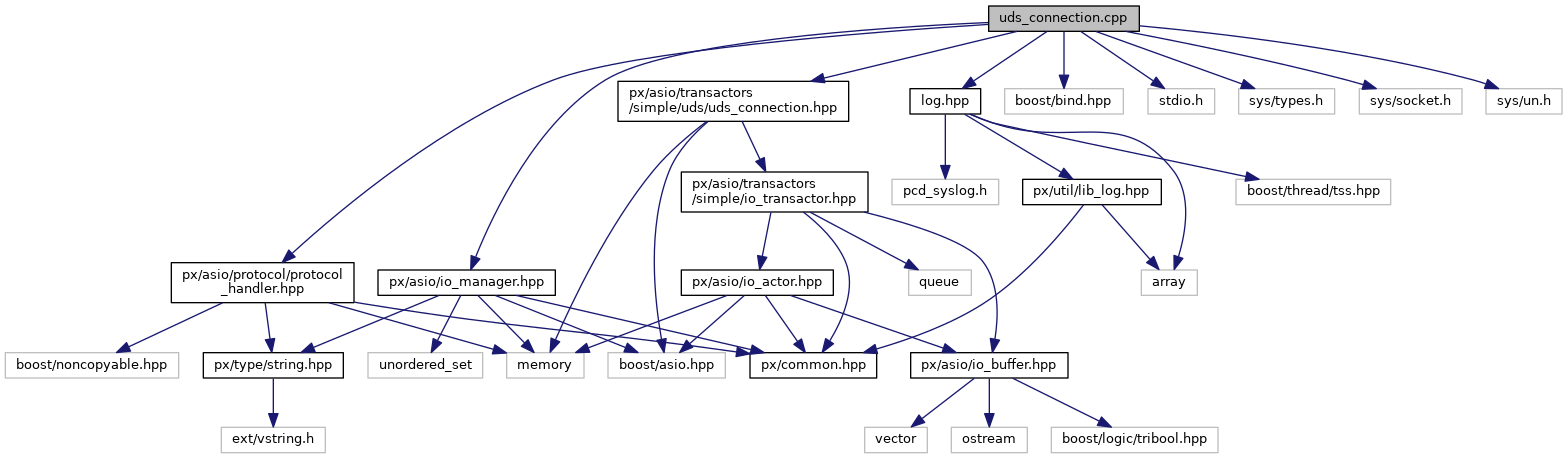 uds_connection.cpp
px/asio/transactors
/simple/uds/uds_connection.hpp
log.hpp
boost/bind.hpp
stdio.h
sys/types.h
sys/socket.h
sys/un.h
px/asio/transactors
/simple/io_transactor.hpp
pcd_syslog.h
px/util/lib_log.hpp
boost/thread/tss.hpp
px/asio/protocol/protocol
_handler.hpp
px/asio/io_manager.hpp
px/asio/io_actor.hpp
queue
array
boost/noncopyable.hpp
px/type/string.hpp
unordered_set
memory
boost/asio.hpp
px/common.hpp
px/asio/io_buffer.hpp
ext/vstring.h
vector
ostream
boost/logic/tribool.hpp